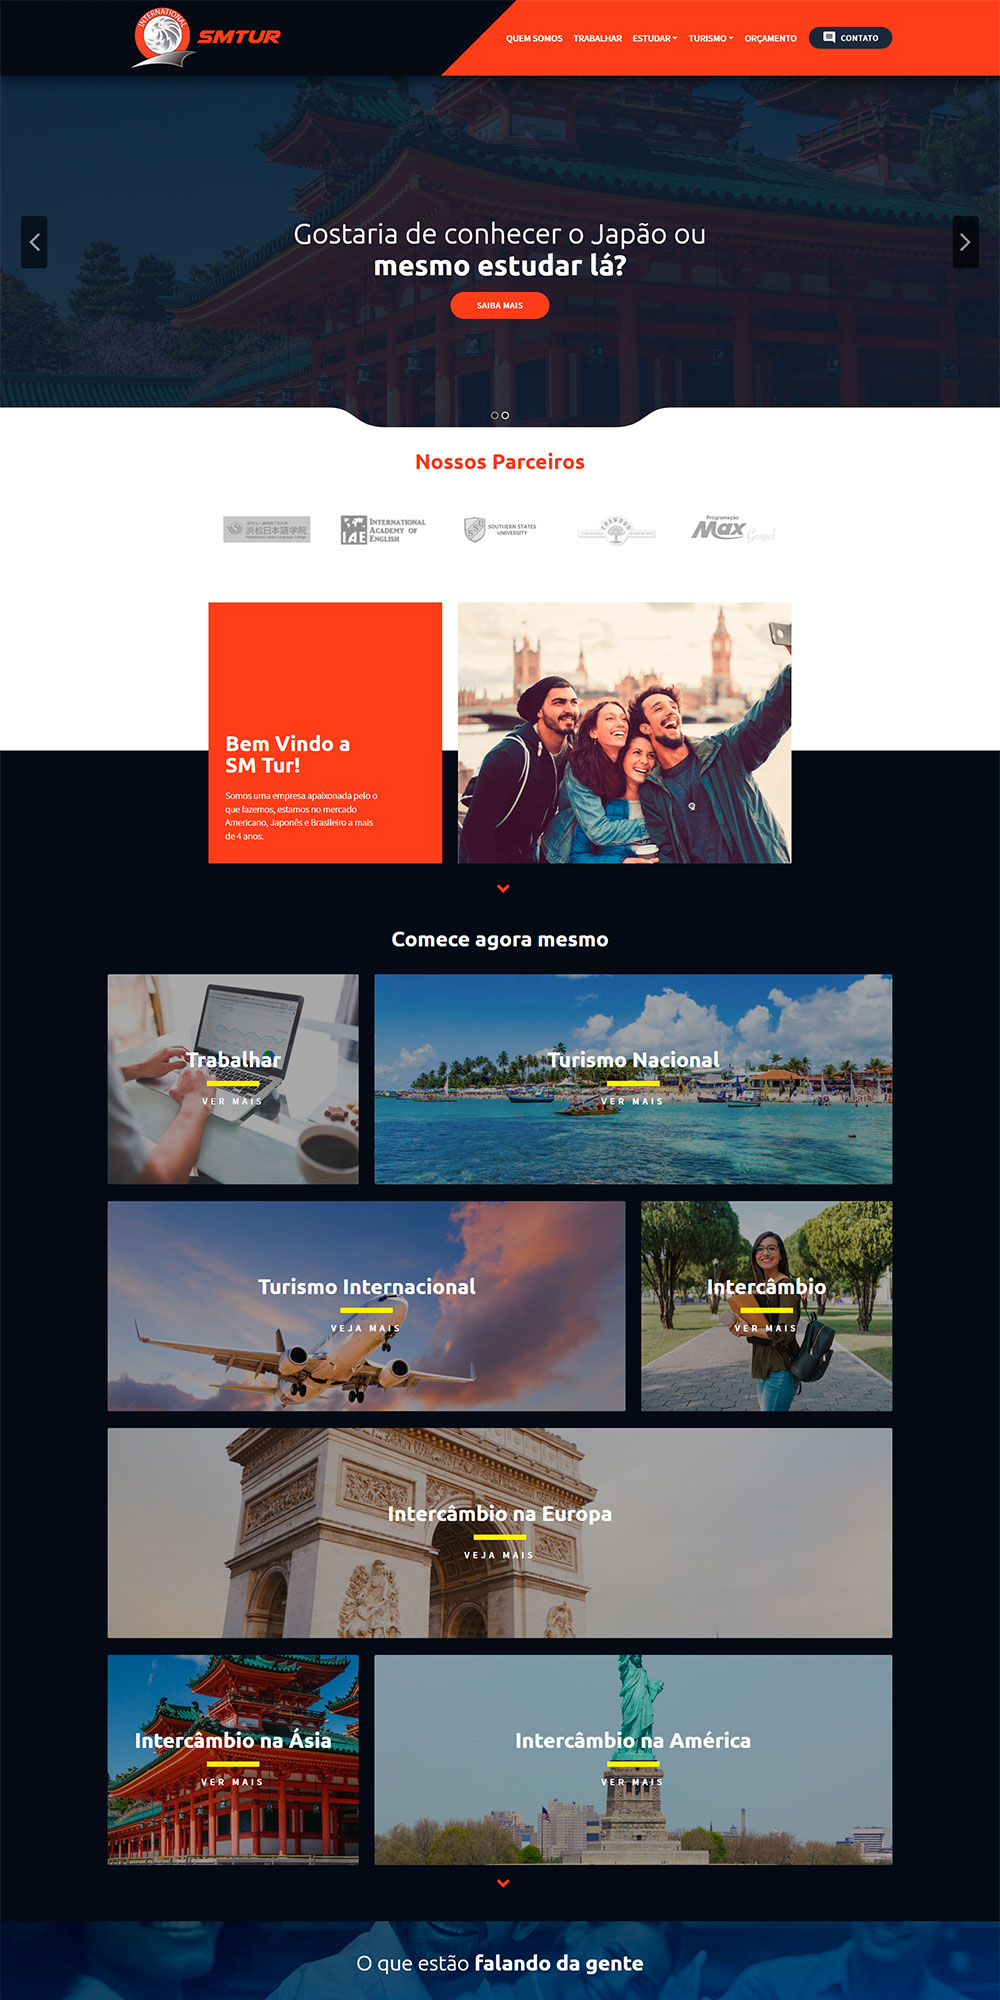 INTERNATIONAL
SMTUR
QUEM SOMOS
TRABALHAR
ESTUDAR
TURISMO
ORÇAMENTO
CONTATO
Gostaria de conhecer o Japão ou
mesmo estudar lá?
SAIBA MAIS
Nossos Parceiros
浜松日本語学院
IAE
INTERNATIONAL
ACADEMY OF
ENGLISH
SOUTHERN STATES
UNIVERSITY
FOXWOOD
Programação
Max
Gospel
Bem Vindo a
SM Tur!
Somos uma empresa apaixonada pelo o
que fazemos, estamos no mercado
Americano, Japonês e Brasileiro a mais
de 4 anos.
Comece agora mesmo
Trabalhar
VER MAIS
Turismo Nacional
VER MAIS
Turismo Internacional
VEJA MAIS
Intercâmbio
VER MAIS
Intercâmbio na Europa
VEJA MAIS
Intercâmbio na Ásia
VER MAIS
Intercâmbio na América
VER MAIS
O que estão falando da gente